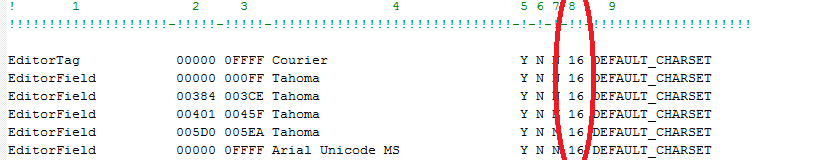 ! 1 2 3 4 5 6 7 8 9
!!!!!!!!!!!!!!!!!!!!-!!!!!-!!!!!-!!!!!!!!!!!!!!!!!!!!!!!!!!!!!!-!-!-!-!!-!!!!!!!!!!!!!!!!!!!!
EditorTag 00000 0FFFF Courier Y N N 16 DEFAULT_CHARSET
EditorField 00000 000FF Tahoma Y N N 16 DEFAULT_CHARSET
EditorField 00384 003CE Tahoma Y N N 16 DEFAULT_CHARSET
EditorField 00401 0045F Tahoma Y N N 16 DEFAULT_CHARSET
EditorField 005D0 005EA Tahoma Y N N 16 DEFAULT_CHARSET
EditorField 00000 0FFFF Arial Unicode MS Y N N 16 DEFAULT_CHARSET